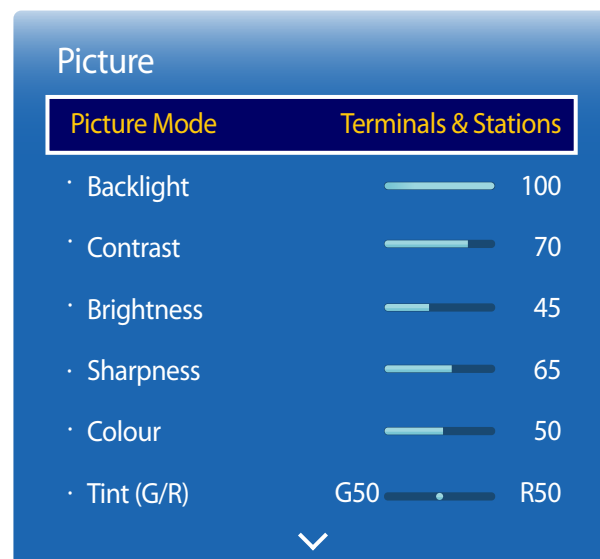 Picture
Picture Mode Terminals & Stations
· Backlight 100
· Contrast 70
· Brightness 45
· Sharpness 65
· Colour 50
· Tint (G/R) G50 R50